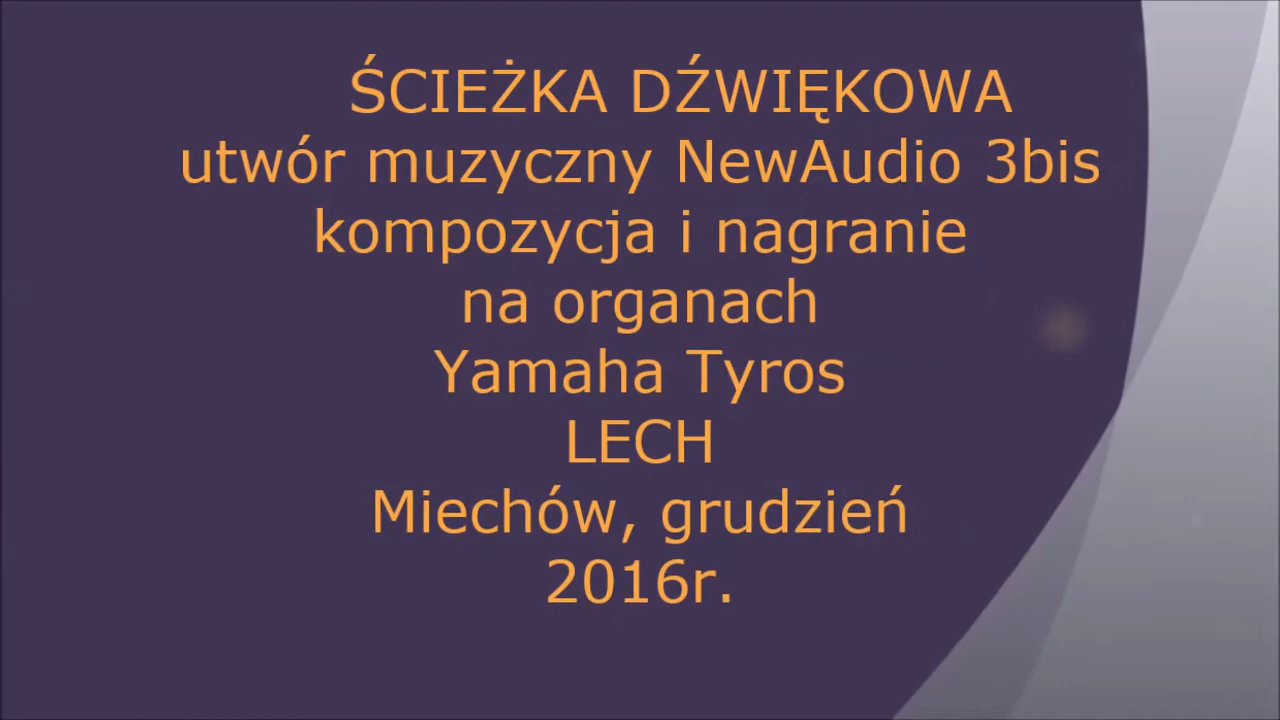 ŚCIEŻKA DŹWIĘKOWA
utwór muzyczny NewAudio 3bis
kompozycja i nagranie
na organach
Yamaha Tyros
LECH
Miechów, grudzień
2016r.